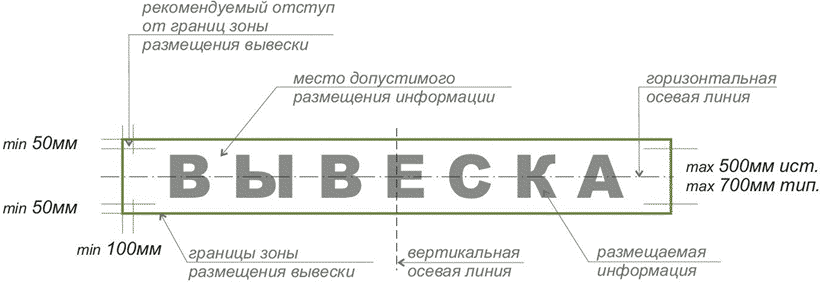 рекомендуемый отступ
от границ зоны
размещения вывески
место допустимого
размещения информации
горизонтальная
осевая линия
min 50мм
ВЫВЕСКА
max 500мм ист.
max 700мм тип.
min 50мм
min 100мм
границы зоны
размещения вывески
вертикальная
осевая линия
размещаемая
информация